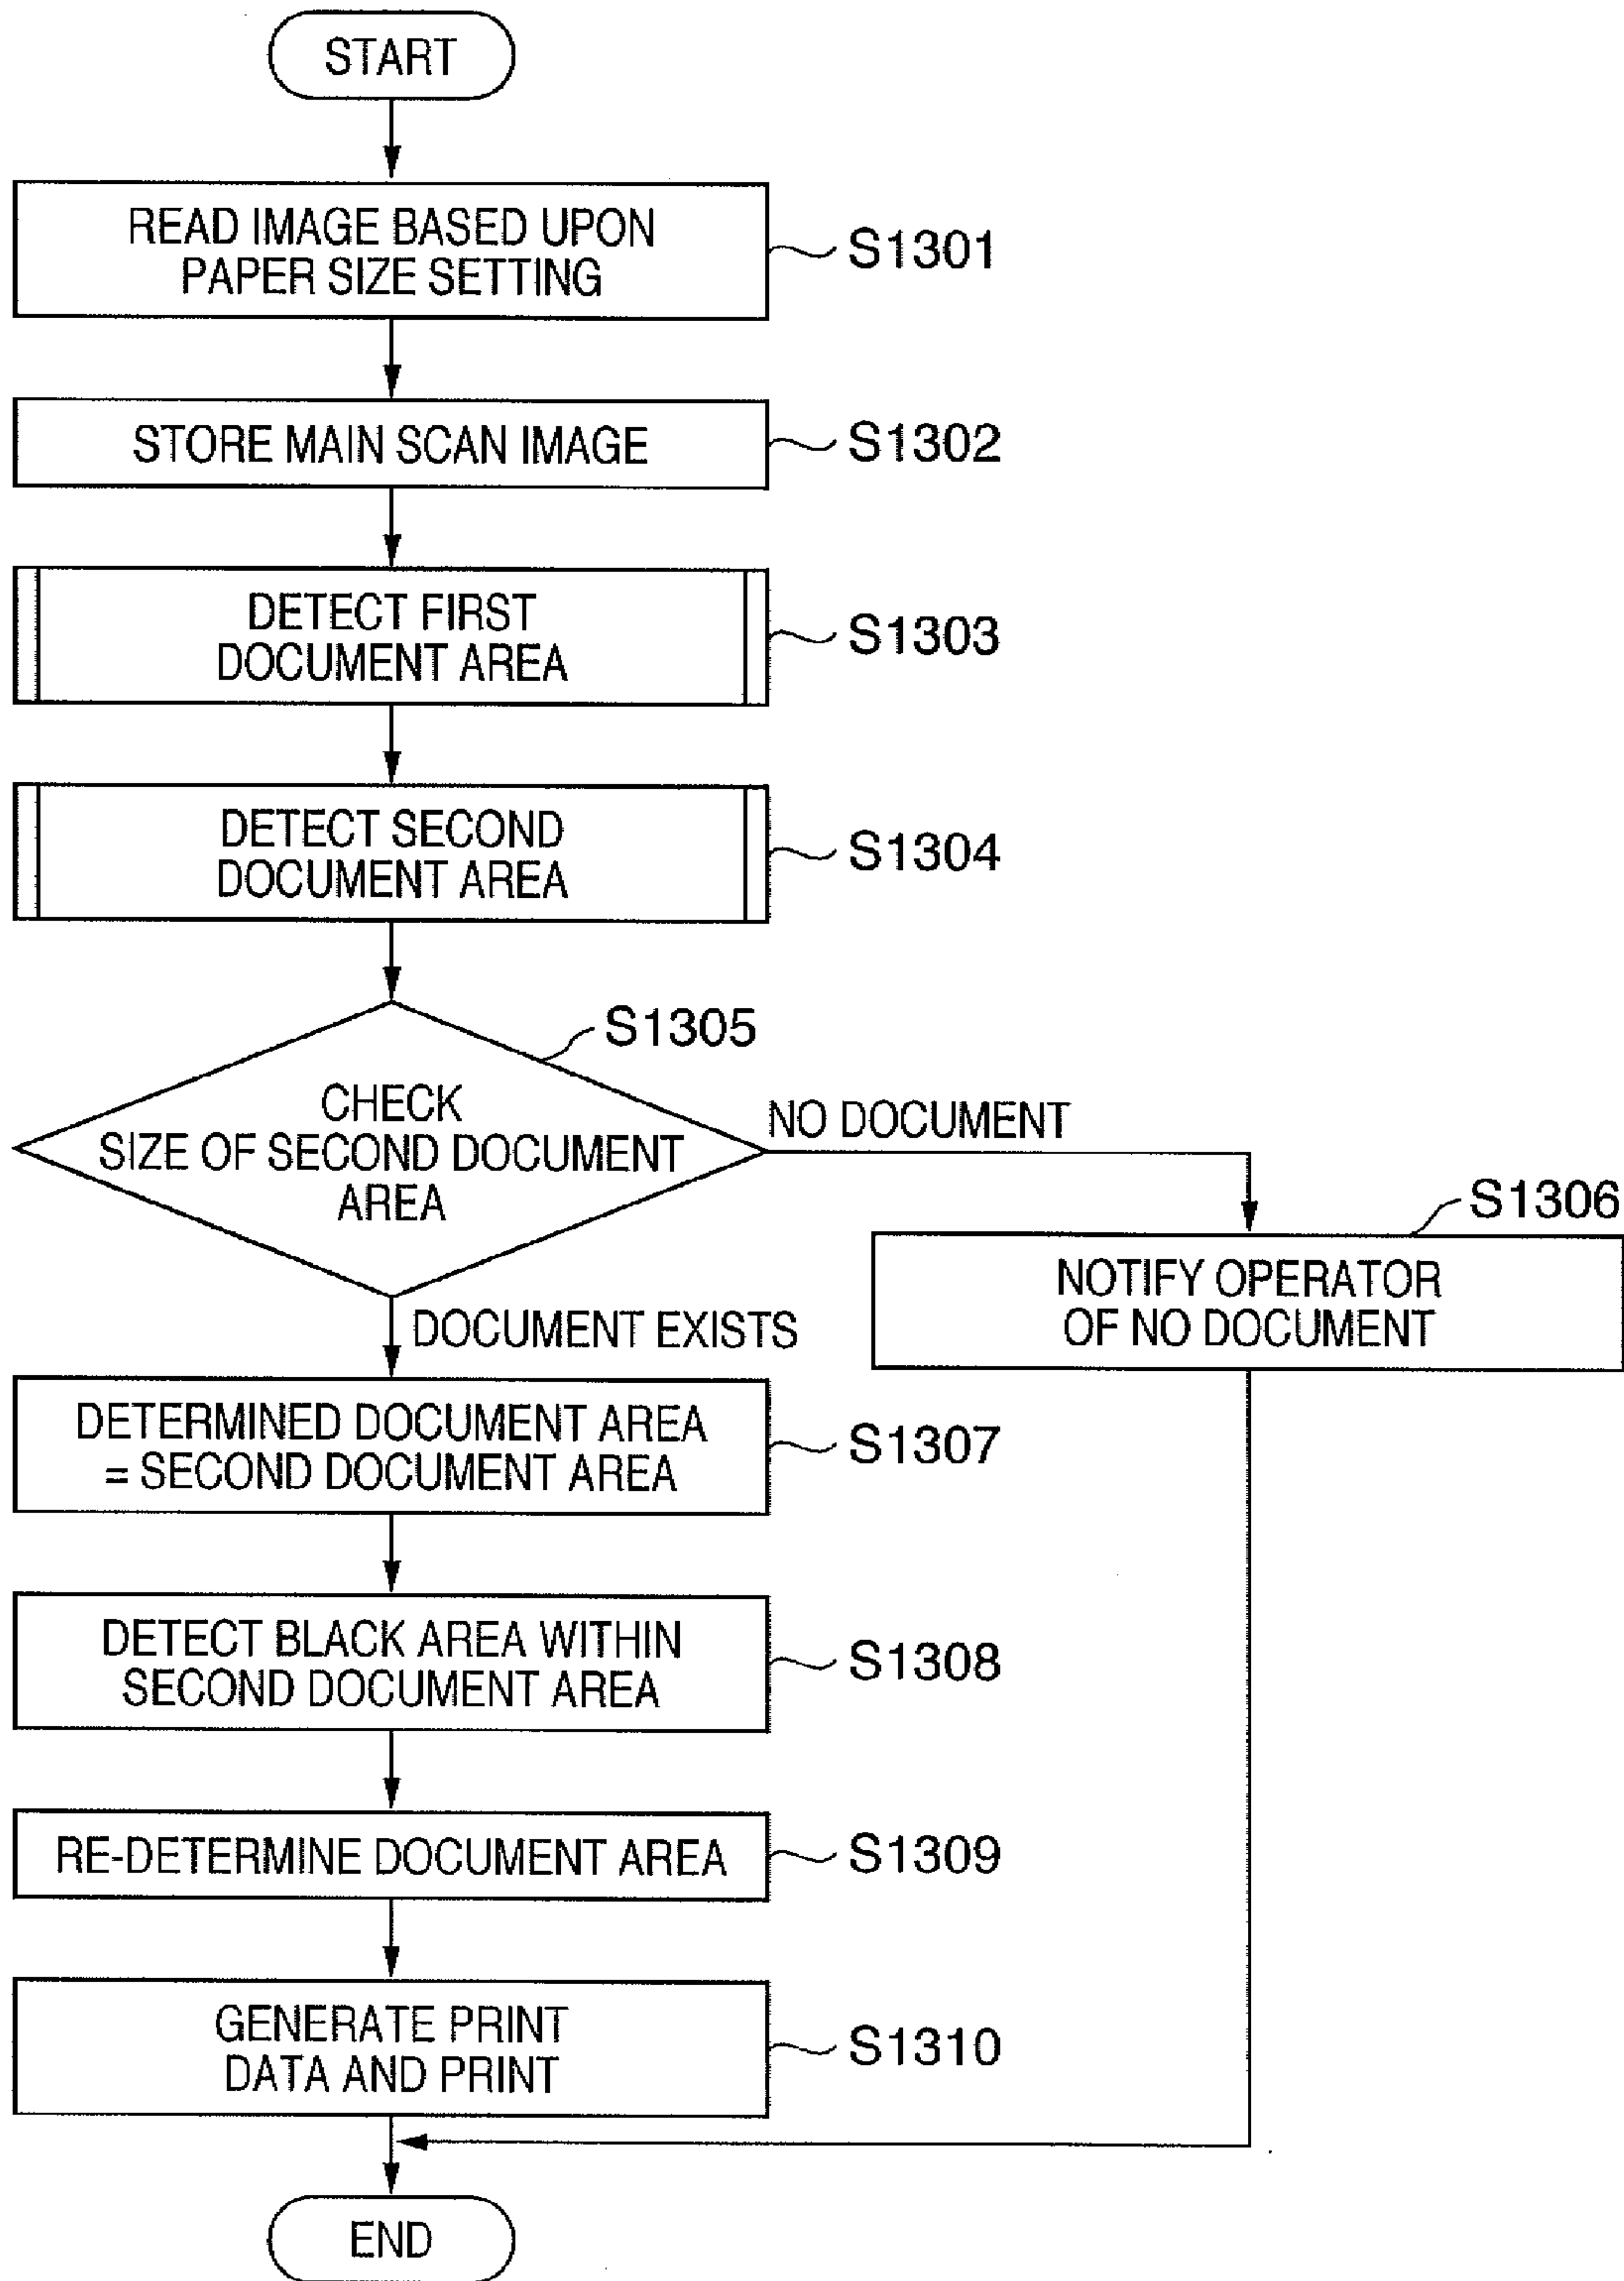 START
READ IMAGE BASED UPON
PAPER SIZE SETTING
S1301
STORE MAIN SCAN IMAGE
S1302
DETECT FIRST
DOCUMENT AREA
S1303
DETECT SECOND
DOCUMENT AREA
S1304
S1305
CHECK
SIZE OF SECOND DOCUMENT
AREA
NO DOCUMENT
S1306
NOTIFY OPERATOR
OF NO DOCUMENT
DOCUMENT EXISTS
DETERMINED DOCUMENT AREA
= SECOND DOCUMENT AREA
S1307
DETECT BLACK AREA WITHIN
SECOND DOCUMENT AREA
S1308
RE-DETERMINE DOCUMENT AREA
S1309
GENERATE PRINT
DATA AND PRINT
S1310
END